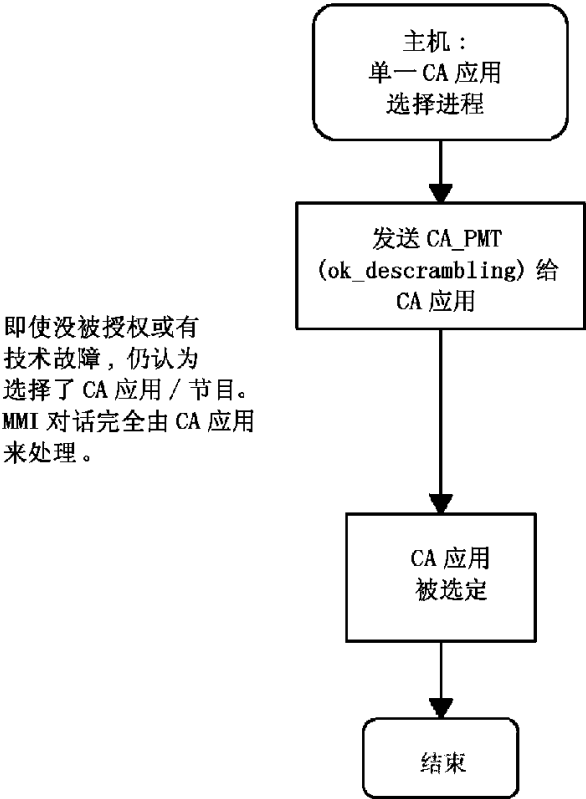 主机：
单一 CA 应用
选择进程
发送 CA_PMT
(ok_descrambling) 给
CA 应用
即使没被授权或有
技术故障，仍认为
选择了 CA 应用／节目。
MMI 对话完全由 CA 应用
来处理。
CA 应用
被选定
结束